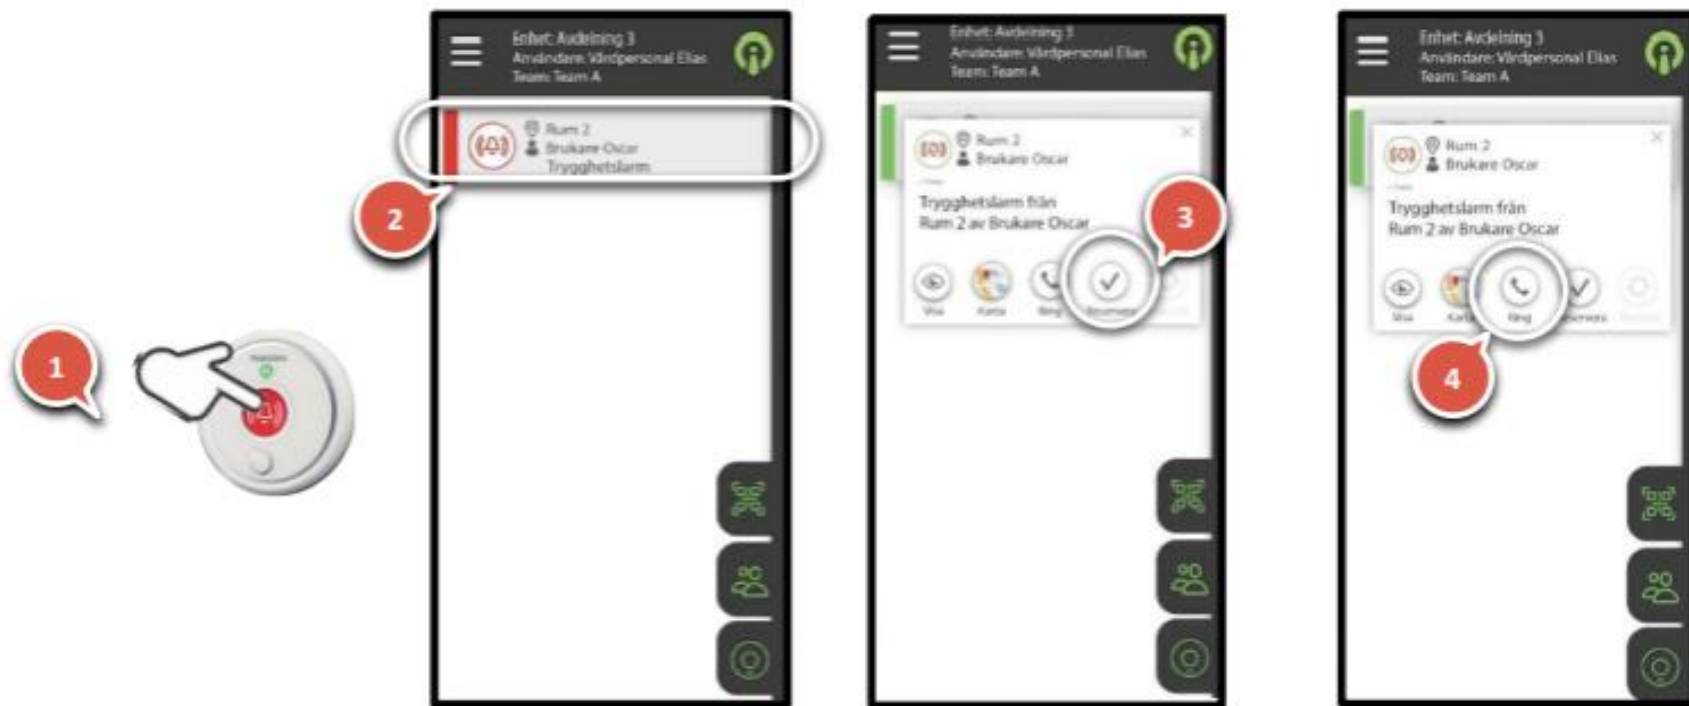 1
2
Enhet: Avdelning 3
Användare: Vårdpersonal Elias
Team: Team A
Rum 2
Brukare Oscar
Trygghetslarm
3
Enhet: Avdelning 3
Användare: Vårdpersonal Elias
Team: Team A
Rum 2
Brukare Oscar
Trygghetslarm från
Rum 2 av Brukare Oscar
Visa
Karta
Ring
Reservera
4
Enhet: Avdelning 3
Användare: Vårdpersonal Elias
Team: Team A
Rum 2
Brukare Oscar
Trygghetslarm från
Rum 2 av Brukare Oscar
Visa
Karta
Ring
Reservera